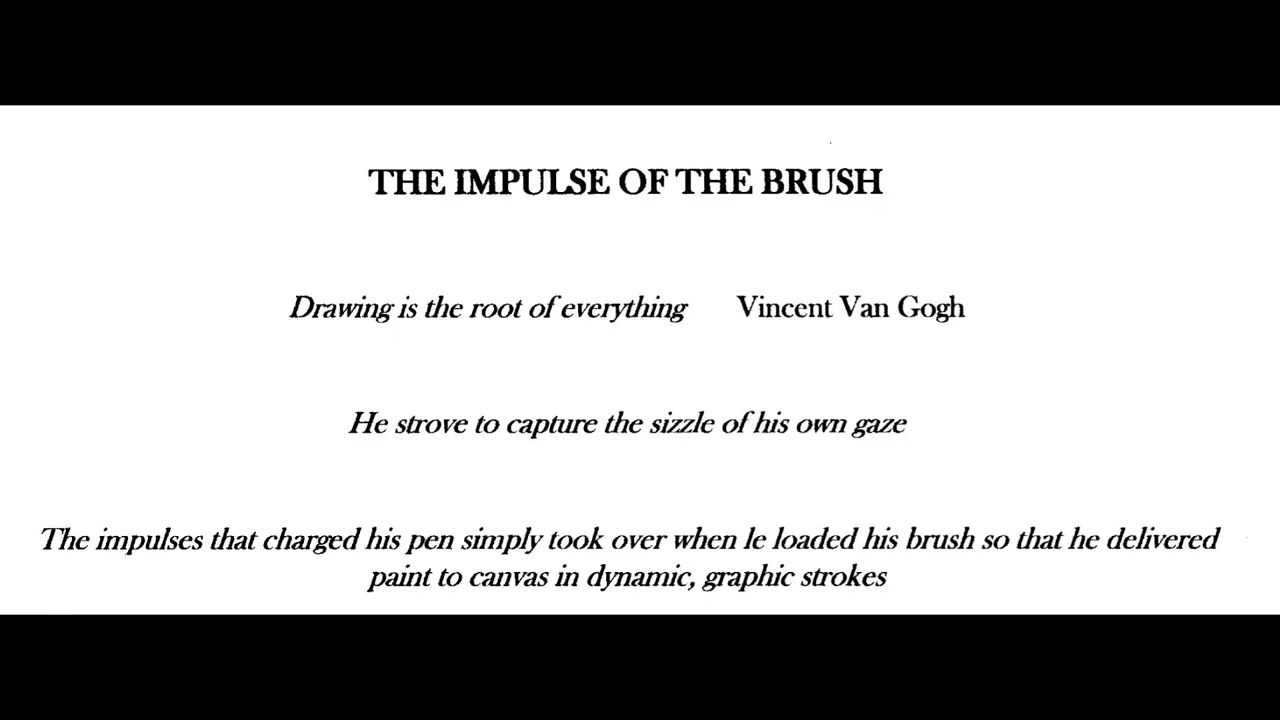 THE IMPULSE OF THE BRUSH
Drawing is the root of everything Vincent Van Gogh
He strove to capture the sizzle of his own gaze
The impulses that charged his pen simply took over when le loaded his brush so that he delivered
paint to canvas in dynamic, graphic strokes